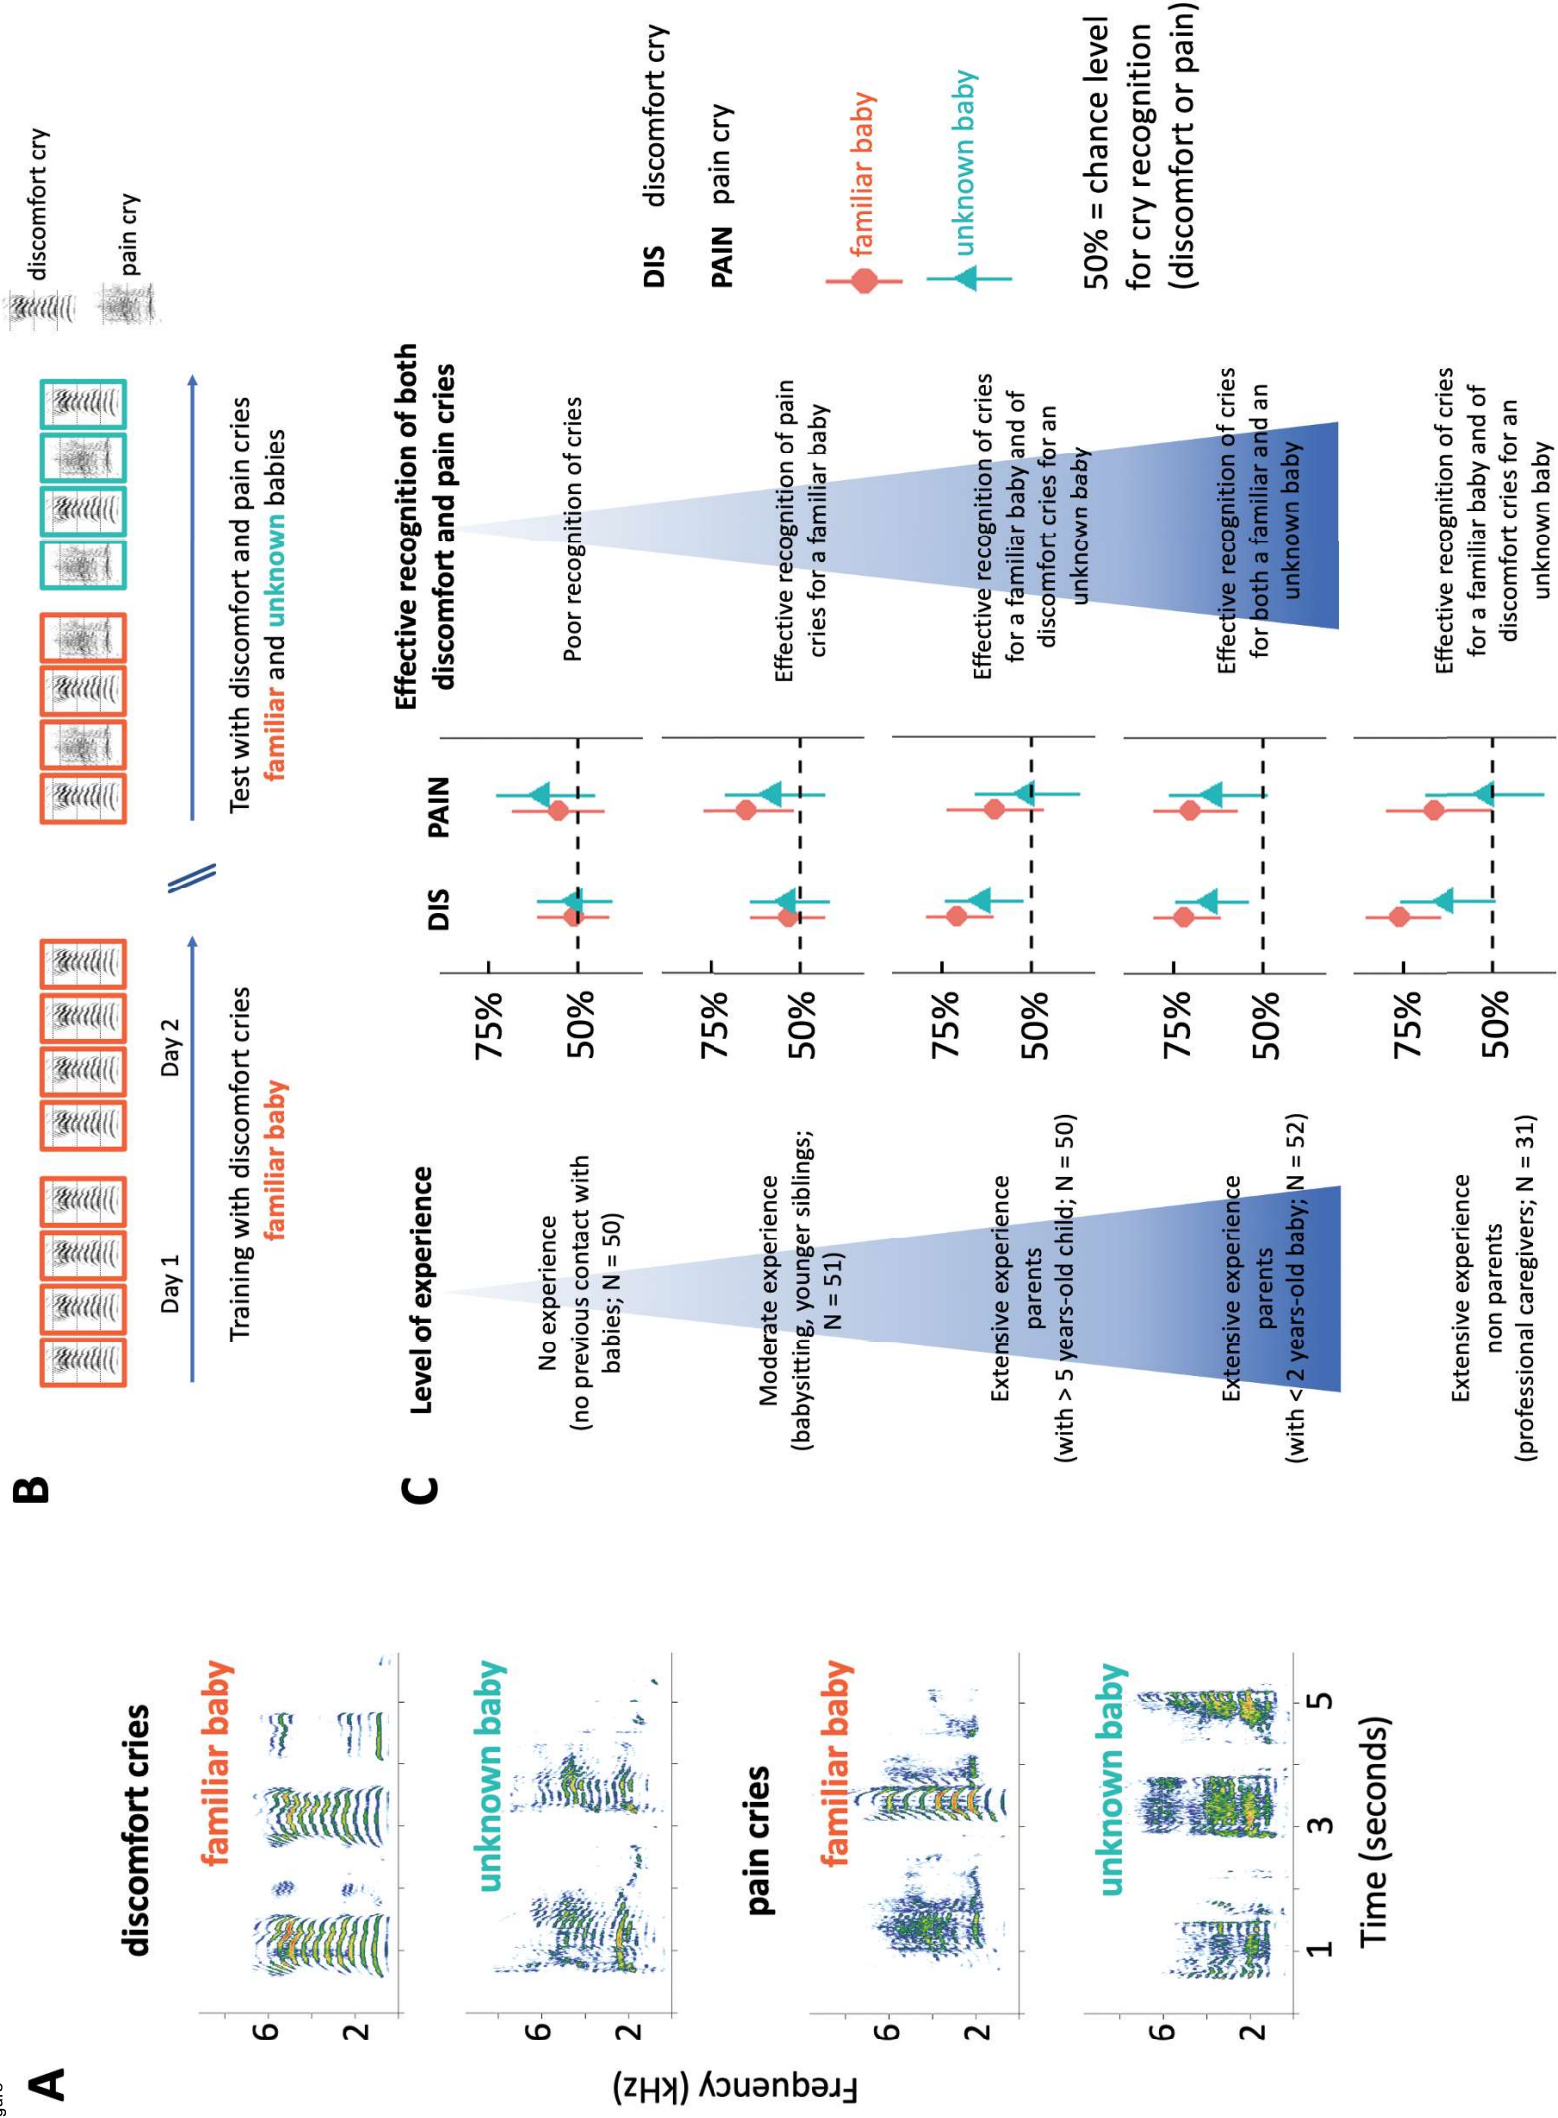 A
discomfort cries
familiar baby
6
2
unknown baby
6
2
pain cries
familiar baby
6
2
unknown baby
6
2
1
3
5
Time (seconds)
Frequency (kHz)
B
Day 1
Day 2
Training with discomfort cries
familiar baby
Test with discomfort and pain cries
familiar and unknown babies
discomfort cry
pain cry
C
Level of experience
DIS
PAIN
Effective recognition of both
discomfort and pain cries
No experience
(no previous contact with
babies; N = 50)
75%
50%
Poor recognition of cries
Moderate experience
(babysitting, younger siblings;
N = 51)
75%
50%
Effective recognition of pain
cries for a familiar baby
Extensive experience
parents
(with > 5 years-old child; N = 50)
75%
50%
Effective recognition of cries
for a familiar baby and of
discomfort cries for an
unknown baby
Extensive experience
parents
(with < 2 years-old baby; N = 52)
75%
50%
Effective recognition of cries
for both a familiar and an
unknown baby
Extensive experience
non parents
(professional caregivers; N = 31)
75%
50%
Effective recognition of cries
for a familiar baby and of
discomfort cries for an
unknown baby
DIS discomfort cry
PAIN pain cry
familiar baby
unknown baby
50% = chance level
for cry recognition
(discomfort or pain)